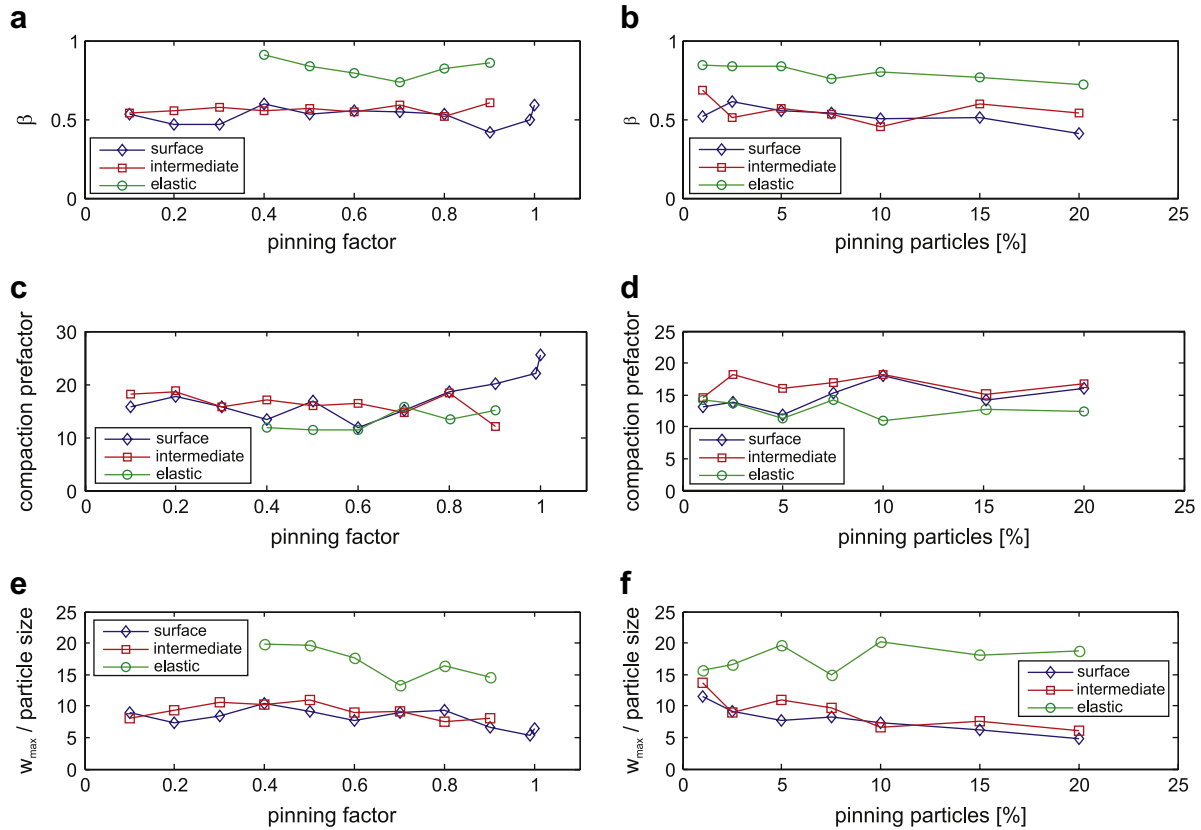 a
1
0.5
0
β
surface
intermediate
elastic
0 0.2 0.4 0.6 0.8 1
pinning factor
b
1
0.5
0
β
surface
intermediate
elastic
0 5 10 15 20 25
pinning particles [%]
c
30
20
10
0
compaction prefactor
surface
intermediate
elastic
0 0.2 0.4 0.6 0.8 1
pinning factor
d
25
20
15
10
5
0
compaction prefactor
surface
intermediate
elastic
0 5 10 15 20 25
pinning particles [%]
e
25
20
15
10
5
0
w_max / particle size
surface
intermediate
elastic
0 0.2 0.4 0.6 0.8 1
pinning factor
f
25
20
15
10
5
0
w_max / particle size
surface
intermediate
elastic
0 5 10 15 20 25
pinning particles [%]